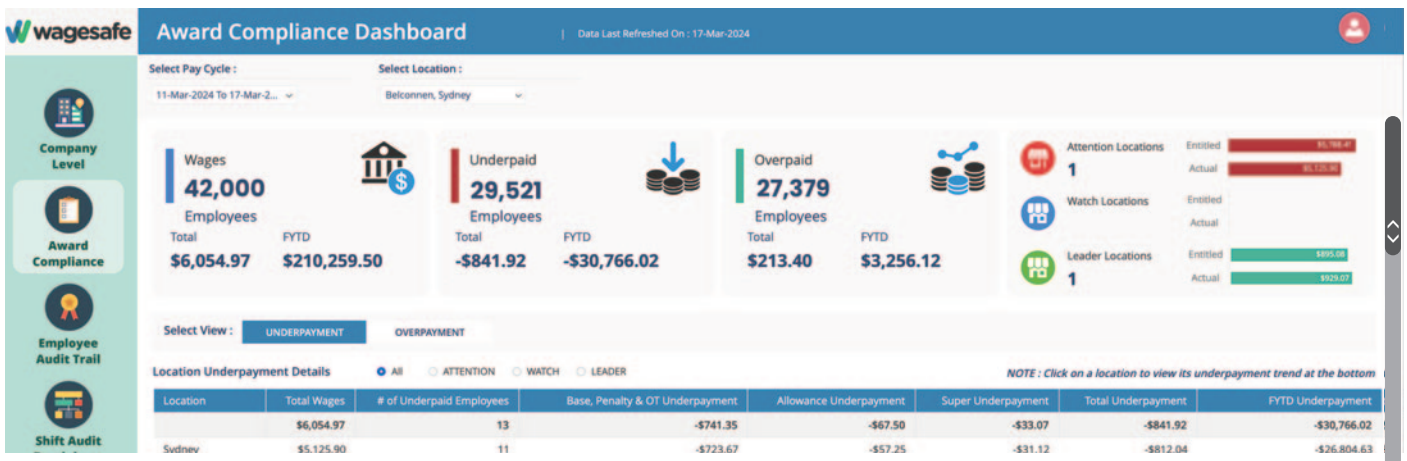 wagesafe
Award Compliance Dashboard
| Data Last Refreshed On : 17-Mar-2024
Select Pay Cycle :
Select Location :
11-Mar-2024 To 17-Mar-2...
Belconnen, Sydney
Company
Level
Award
Compliance
Employee
Audit Trail
Shift Audit
Wages
42,000
Employees
Total
FYTD
$6,054.97
$210,259.50
Underpaid
29,521
Employees
Total
FYTD
-$841.92
-$30,766.02
Overpaid
27,379
Employees
Total
FYTD
$213.40
$3,256.12
Attention Locations
1
Entitled
Actual
$5,125.90
Watch Locations
Entitled
Actual
Leader Locations
1
Entitled
$895.08
Actual
$929.07
Select View :
UNDERPAYMENT
OVERPAYMENT
Location Underpayment Details
All
ATTENTION
WATCH
LEADER
NOTE : Click on a location to view its underpayment trend at the bottom
Location Total Wages # of Underpaid Employees Base, Penalty & OT Underpayment Allowance Underpayment Super Underpayment Total Underpayment FYTD Underpayment
$6,054.97 13 -$741.35 -$67.50 -$33.07 -$841.92 -$30,766.02
Sydney $5,125.90 11 -$723.67 -$57.25 -$31.12 -$812.04 -$26,804.63